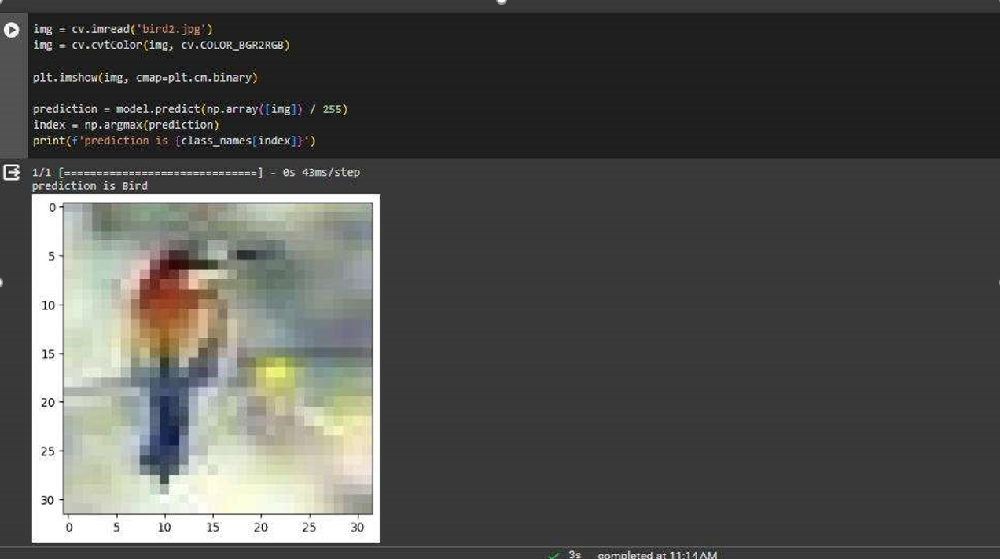 img = cv.imread('bird2.jpg')
img = cv.cvtColor(img, cv.COLOR_BGR2RGB)
plt.imshow(img, cmap=plt.cm.binary)
prediction = model.predict(np.array([img]) / 255)
index = np.argmax(prediction)
print(f'prediction is {class_names[index]}')
1/1 [==============================] - 0s 43ms/step
prediction is Bird
0
5
10
15
20
25
30
0 5 10 15 20 25 30
3s completed at 11:14 AM